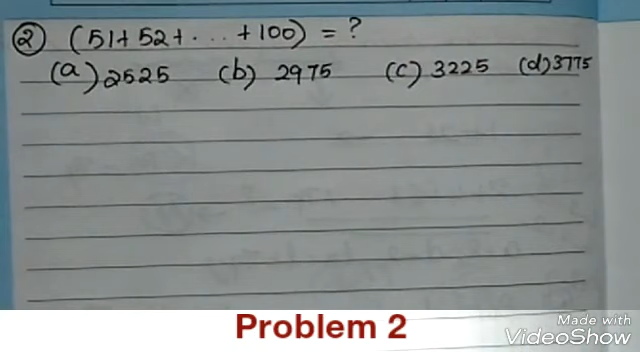 ② (51+ 52+ . . . +100) = ?
(a) 2525 (b) 2975 (c) 3225 (d) 3775
Problem 2
Made with
VideoShow